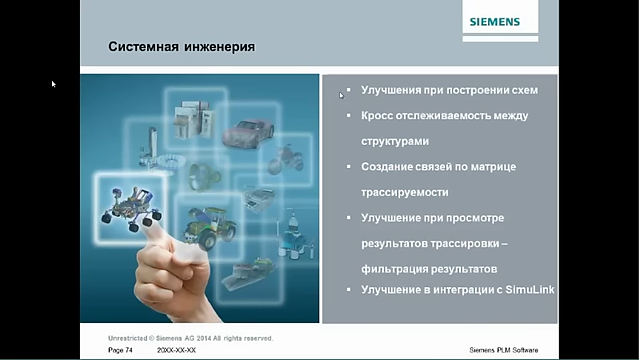 SIEMENS
Системная инженерия
Улучшения при построении схем
Кросс отслеживаемость между
структурами
Создание связей по матрице
трассируемости
Улучшение при просмотре
результатов трассировки –
фильтрация результатов
Улучшение в интеграции с SimuLink
Unrestricted © Siemens AG 2014 All rights reserved.
Page 74 20XX-XX-XX Siemens PLM Software